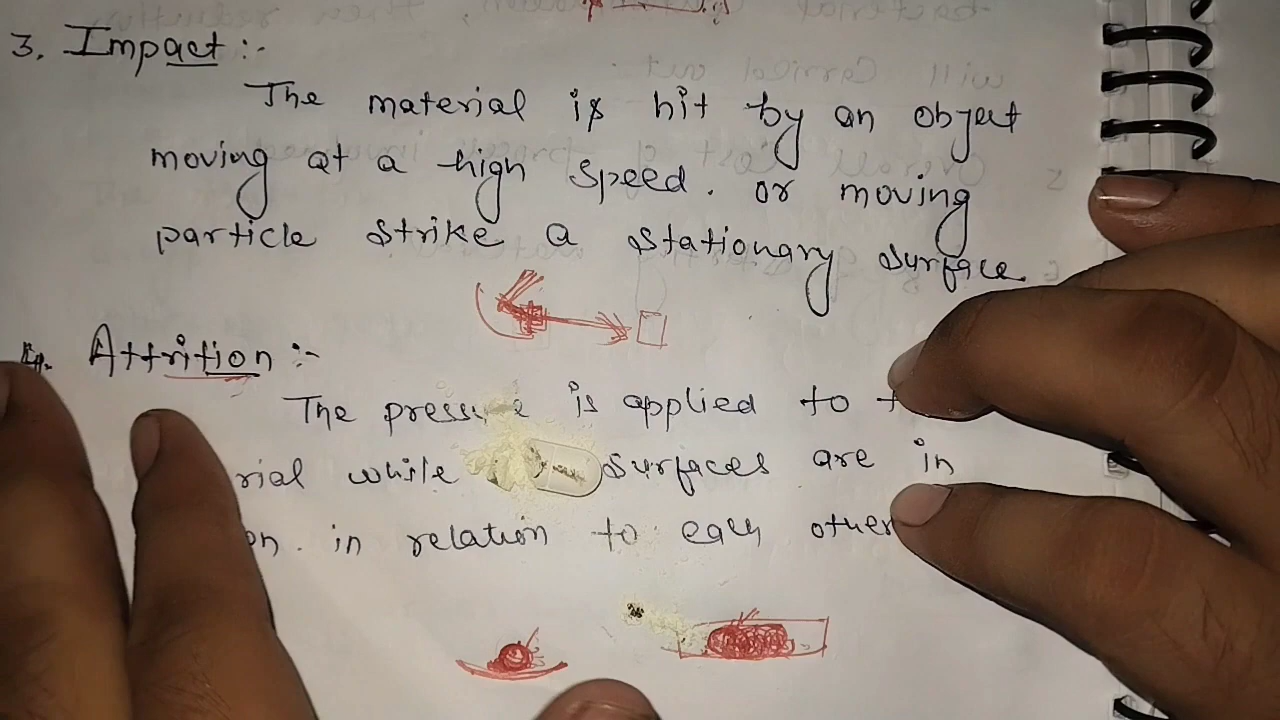 3. Impact :-
The material is hit by an object
moving at a high speed. or moving
particle strike a stationary surface.
Attrition :-
The pressure is applied to
rial while surfaces are in
on. in relation to each other